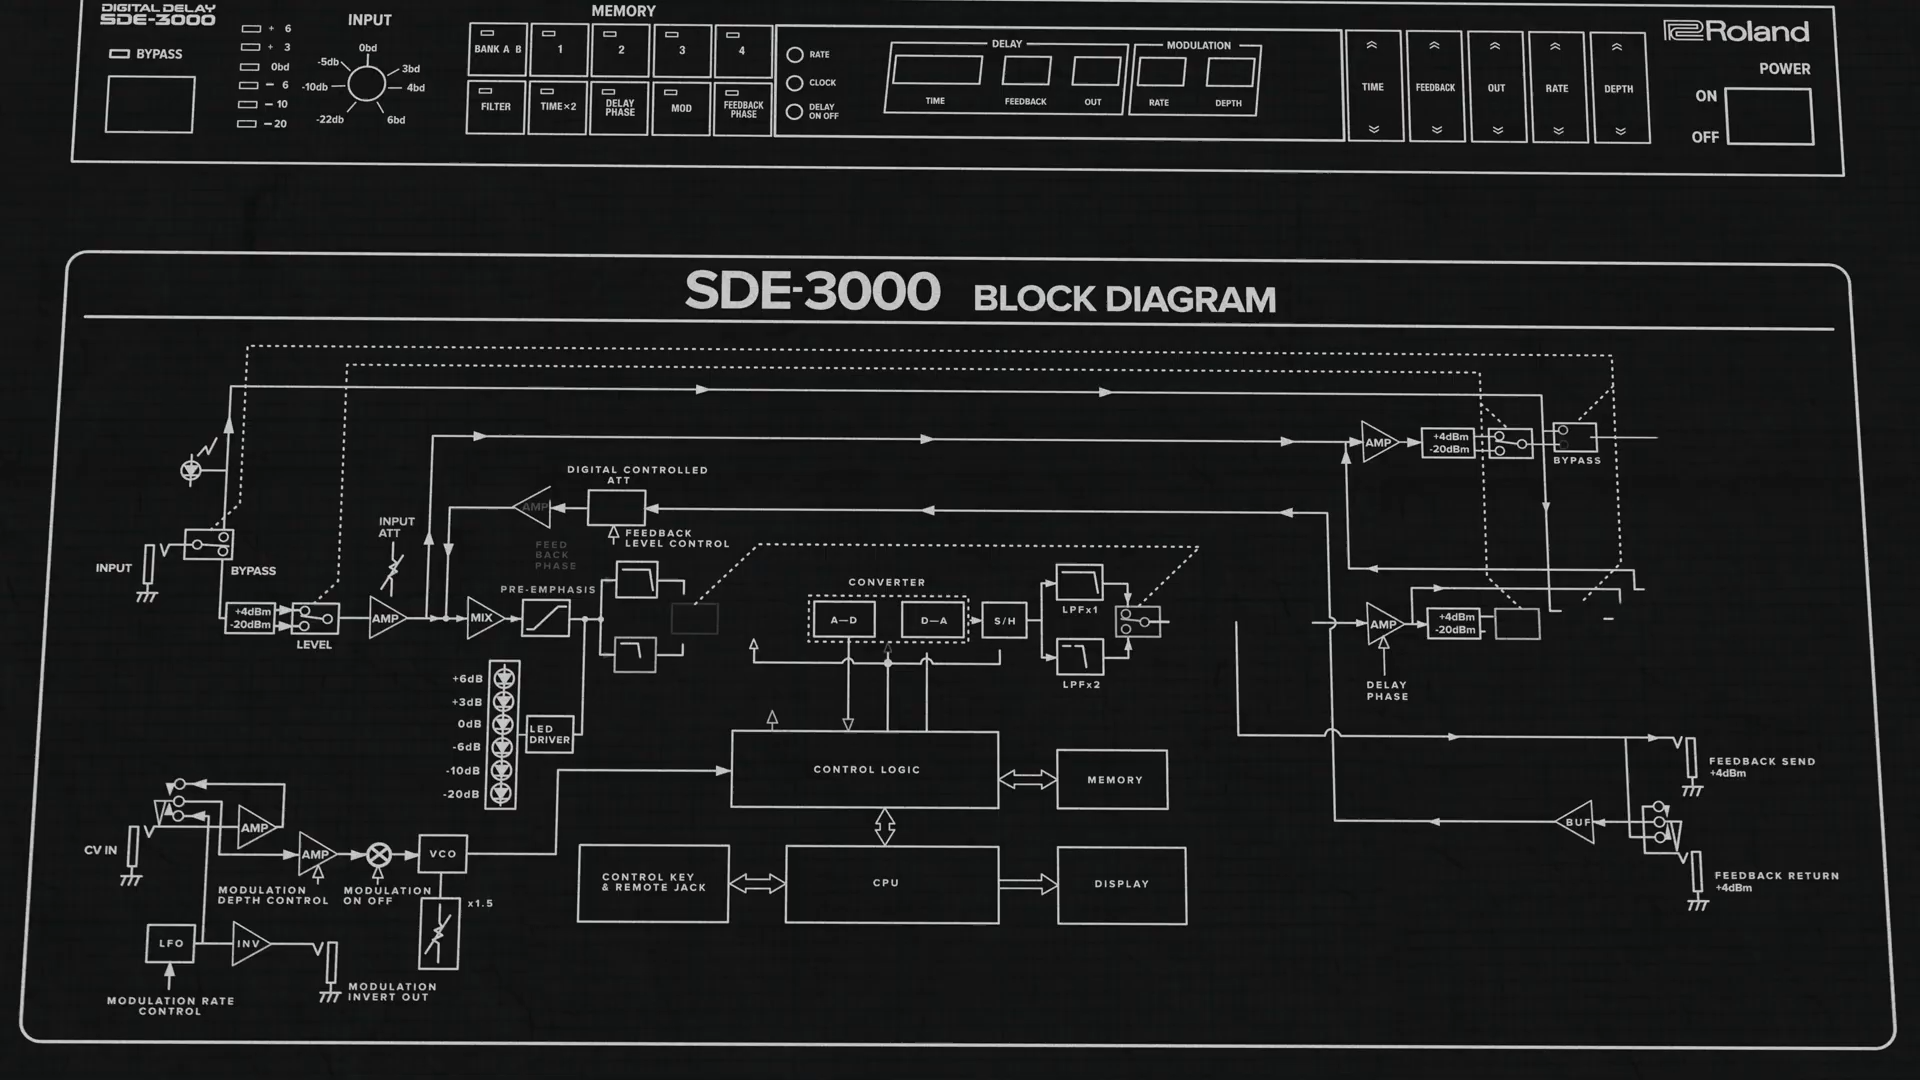 DIGITAL DELAY
SDE-3000
BYPASS
+ 6
+ 3
0bd
- 6
- 10
- 20
INPUT
0bd
-5db
3bd
-10db
4bd
-22db
6bd
MEMORY
BANK A B
1
2
3
4
FILTER
TIME×2
DELAY
PHASE
MOD
FEEDBACK
PHASE
RATE
CLOCK
DELAY
ON OFF
DELAY
TIME
FEEDBACK
OUT
MODULATION
RATE
DEPTH
TIME
FEEDBACK
OUT
RATE
DEPTH
Roland
POWER
ON
OFF
SDE-3000 BLOCK DIAGRAM
AMP
+4dBm
-20dBm
BYPASS
DIGITAL CONTROLLED
ATT
AMP
FEEDBACK
LEVEL CONTROL
FEED
BACK
PHASE
INPUT
ATT
INPUT
BYPASS
+4dBm
-20dBm
LEVEL
AMP
MIX
PRE-EMPHASIS
CONVERTER
A—D
D—A
S/H
LPFx1
LPFx2
AMP
+4dBm
-20dBm
DELAY
PHASE
+6dB
+3dB
0dB
-6dB
-10dB
-20dB
LED
DRIVER
CONTROL LOGIC
MEMORY
FEEDBACK SEND
+4dBm
BUF
FEEDBACK RETURN
+4dBm
CV IN
AMP
AMP
VCO
MODULATION
DEPTH CONTROL
MODULATION
ON OFF
x1.5
CONTROL KEY
& REMOTE JACK
CPU
DISPLAY
LFO
INV
MODULATION RATE
CONTROL
MODULATION
INVERT OUT